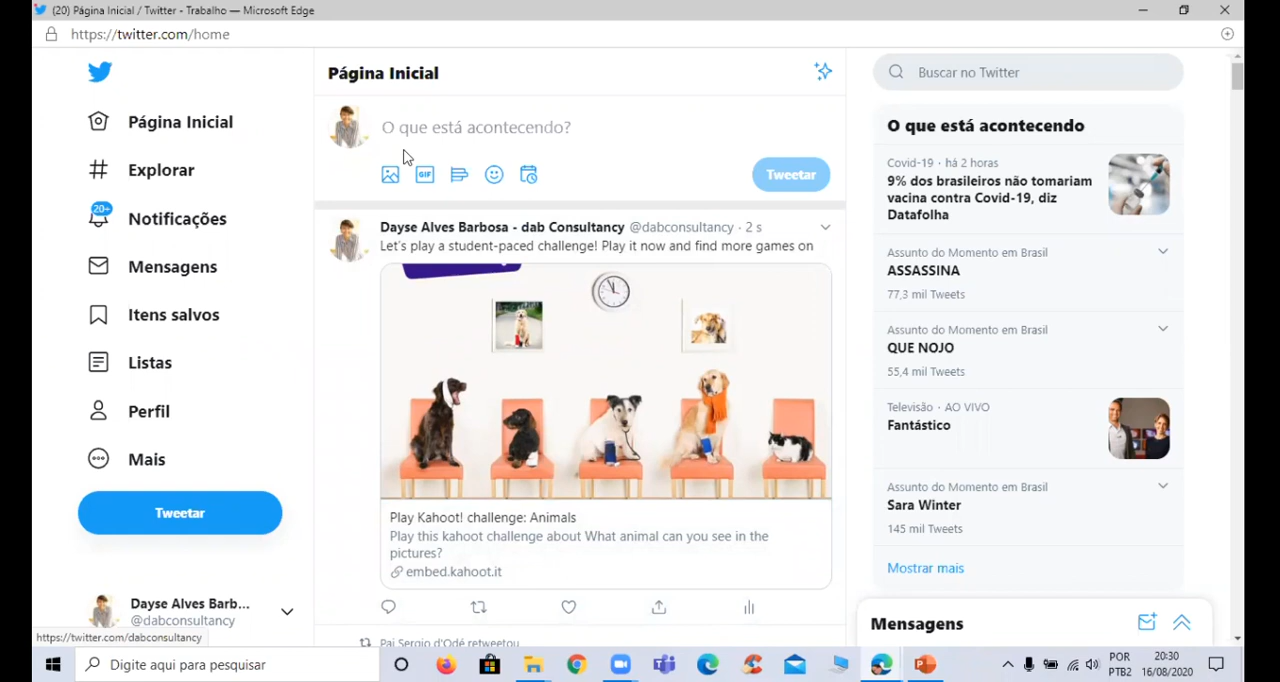 (20) Página Inicial / Twitter - Trabalho — Microsoft Edge
https://twitter.com/home
Página Inicial
Explorar
20+
Notificações
Mensagens
Itens salvos
Listas
Perfil
Mais
Tweetar
Dayse Alves Barb...
@dabconsultancy
https://twitter.com/dabconsultancy
Página Inicial
O que está acontecendo?
GIF
Tweetar
Dayse Alves Barbosa - dab Consultancy @dabconsultancy · 2 s
Let's play a student-paced challenge! Play it now and find more games on
Play Kahoot! challenge: Animals
Play this kahoot challenge about What animal can you see in the
pictures?
embed.kahoot.it
Pai Sergio d'Odé retweetou
Buscar no Twitter
O que está acontecendo
Covid-19 · há 2 horas
9% dos brasileiros não tomariam
vacina contra Covid-19, diz
Datafolha
Assunto do Momento em Brasil
ASSASSINA
77,3 mil Tweets
Assunto do Momento em Brasil
QUE NOJO
55,4 mil Tweets
Televisão · AO VIVO
Fantástico
Assunto do Momento em Brasil
Sara Winter
145 mil Tweets
Mostrar mais
Mensagens
Digite aqui para pesquisar
POR
PTB2
20:30
16/08/2020